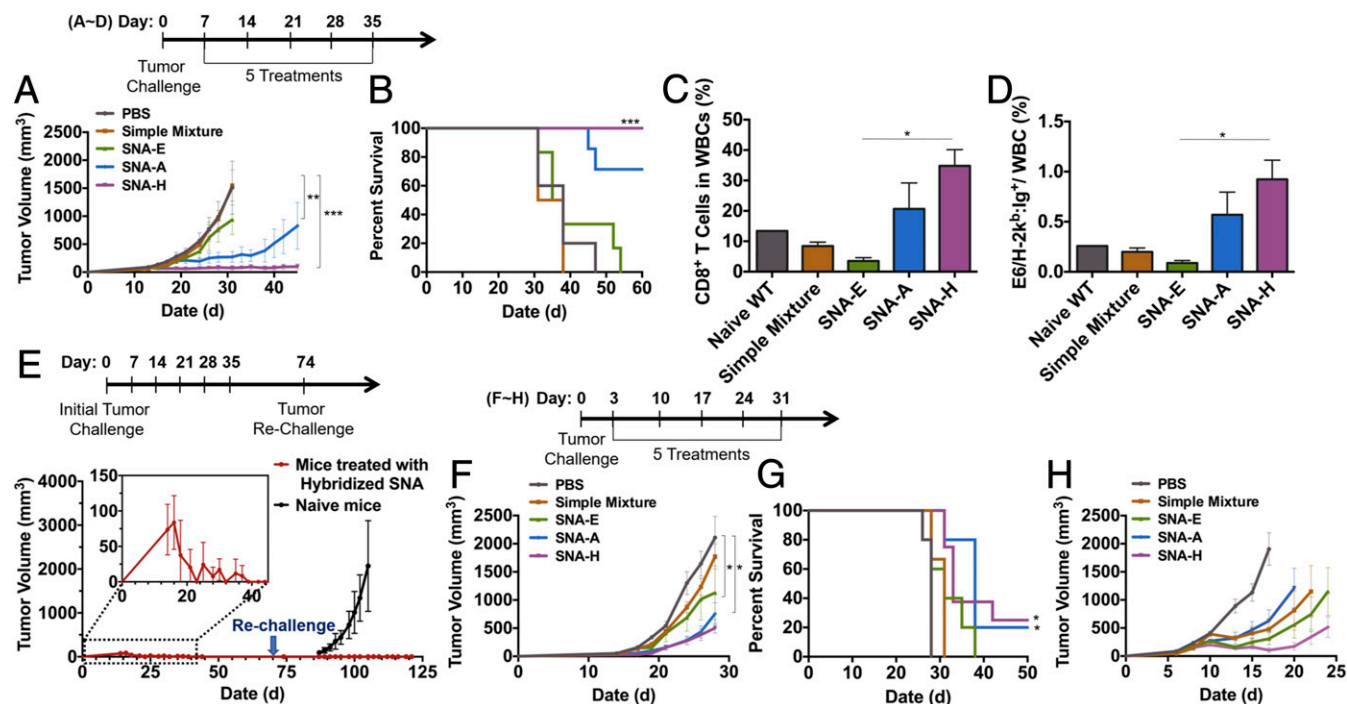 (A~D) Day: 0 7 14 21 28 35
Tumor
Challenge
5 Treatments
A
PBS
Simple Mixture
SNA-E
SNA-A
SNA-H
Tumor Volume (mm³)
2500
2000
1500
1000
500
0
0 10 20 30 40
Date (d)
**
***
B
Percent Survival
100
80
60
40
20
0
0 10 20 30 40 50 60
Date (d)
***
C
CD8⁺ T Cells in WBCs (%)
50
40
30
20
10
0
*
Naive WT
Simple Mixture
SNA-E
SNA-A
SNA-H
D
E6/H-2kᵇ:Ig⁺/ WBC (%)
1.5
1.0
0.5
0.0
*
Naive WT
Simple Mixture
SNA-E
SNA-A
SNA-H
E
Day: 0 7 14 21 28 35 74
Initial Tumor
Challenge
Tumor
Re-Challenge
Mice treated with
Hybridized SNA
Naive mice
Tumor Volume (mm³)
4000
3000
2000
1000
0
150
100
50
0
0 20 40
Re-challenge
0 25 50 75 100 125
Date (d)
(F~H) Day: 0 3 10 17 24 31
Tumor
Challenge
5 Treatments
F
PBS
Simple Mixture
SNA-E
SNA-A
SNA-H
Tumor Volume (mm³)
2500
2000
1500
1000
500
0
0 10 20 30
Date (d)
* *
G
Percent Survival
100
80
60
40
20
0
0 10 20 30 40 50
Date (d)
*
*
H
PBS
Simple Mixture
SNA-E
SNA-A
SNA-H
Tumor Volume (mm³)
2500
2000
1500
1000
500
0
0 5 10 15 20 25
Date (d)